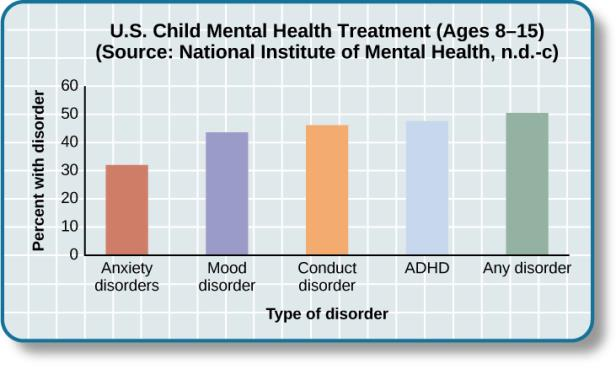 U.S. Child Mental Health Treatment (Ages 8–15)
(Source: National Institute of Mental Health, n.d.-c)
Percent with disorder
60
50
40
30
20
10
0
Anxiety
disorders
Mood
disorder
Conduct
disorder
ADHD
Any disorder
Type of disorder